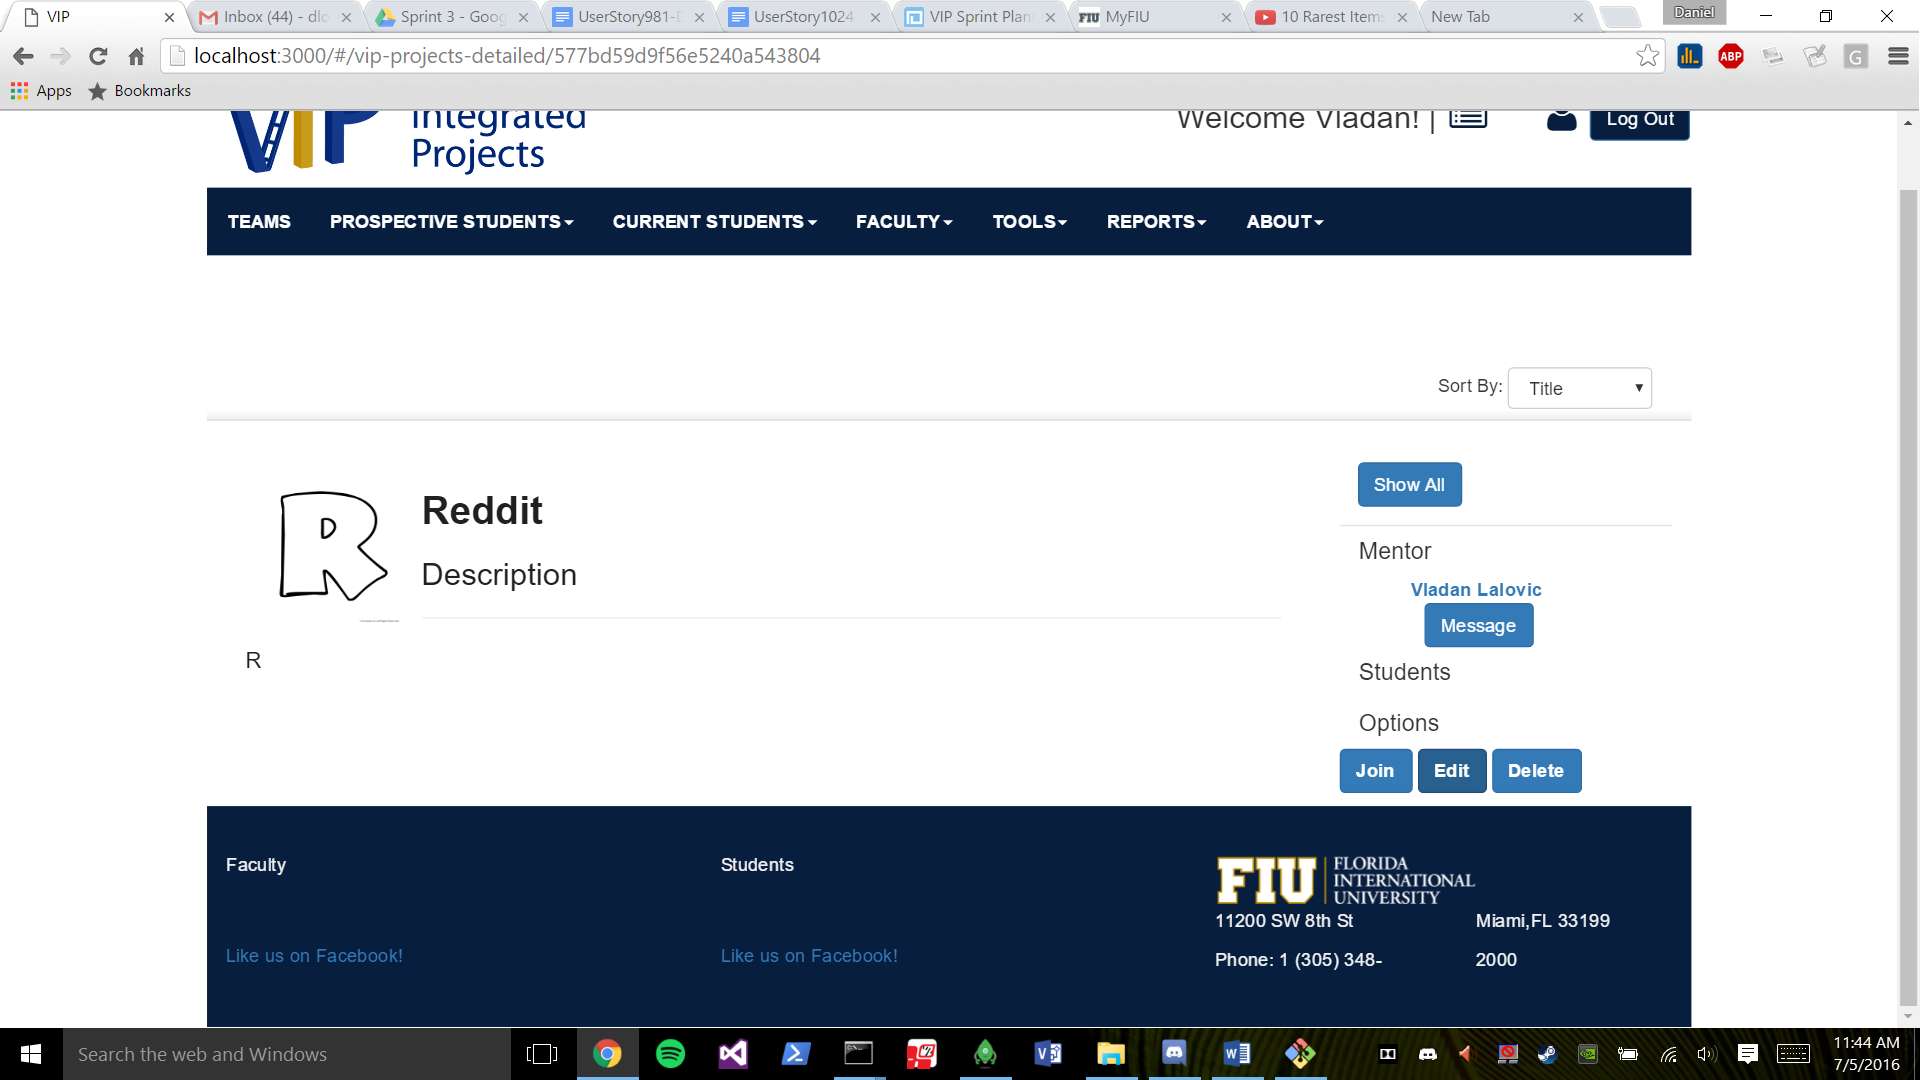 VIP
Inbox (44) - dlo
Sprint 3 - Goog
UserStory981-D
UserStory1024-
VIP Sprint Plan
FIU MyFIU
10 Rarest Items
New Tab
Daniel
localhost:3000/#/vip-projects-detailed/577bd59d9f56e5240a543804
ABP
G
Apps
Bookmarks
VIP
Integrated
Projects
Welcome Vladan! |
Log Out
TEAMS
PROSPECTIVE STUDENTS
CURRENT STUDENTS
FACULTY
TOOLS
REPORTS
ABOUT
Sort By: Title
Show All
R
Reddit
Description
R
Mentor
Vladan Lalovic
Message
Students
Options
Join
Edit
Delete
Faculty
Like us on Facebook!
Students
Like us on Facebook!
FIU
FLORIDA
INTERNATIONAL
UNIVERSITY
11200 SW 8th St
Miami,FL 33199
Phone: 1 (305) 348-
2000
Search the web and Windows
11:44 AM
7/5/2016